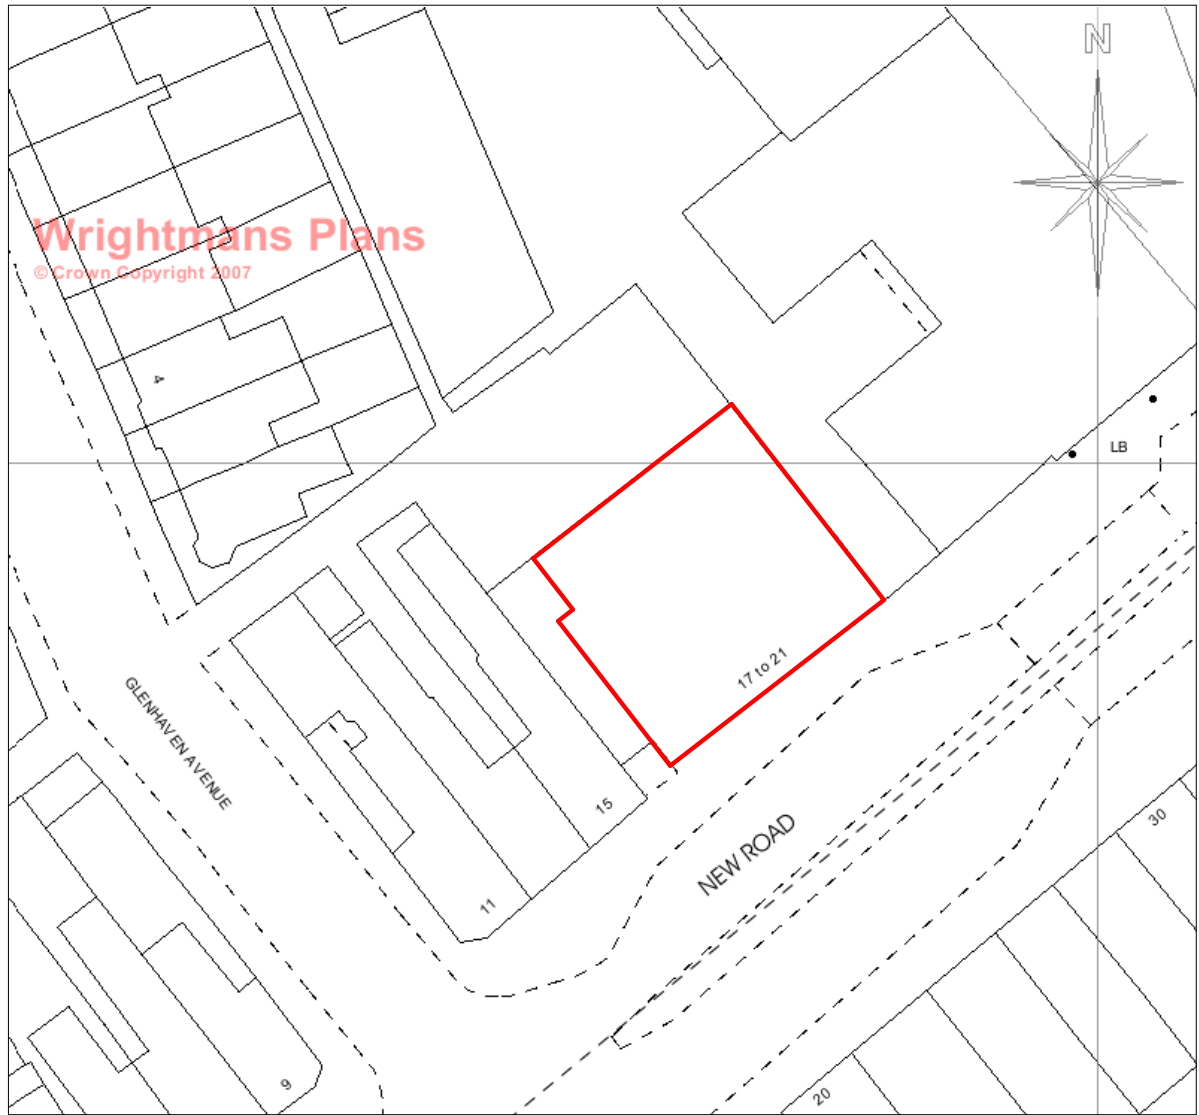 N
Wrightmans Plans
© Crown Copyright 2007
4
LB
17 to 21
GLENHAVEN AVENUE
15
NEW ROAD
30
11
9
20